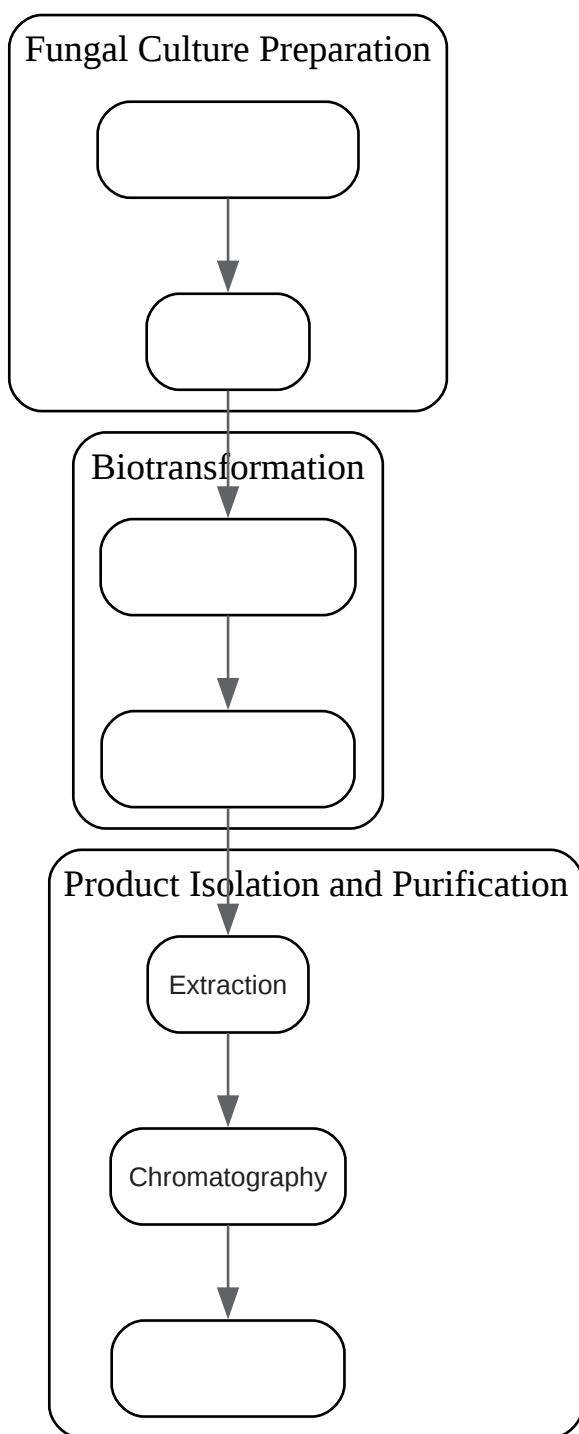 Fungal Culture Preparation
Biotransformation
Product Isolation and Purification
Extraction
Chromatography